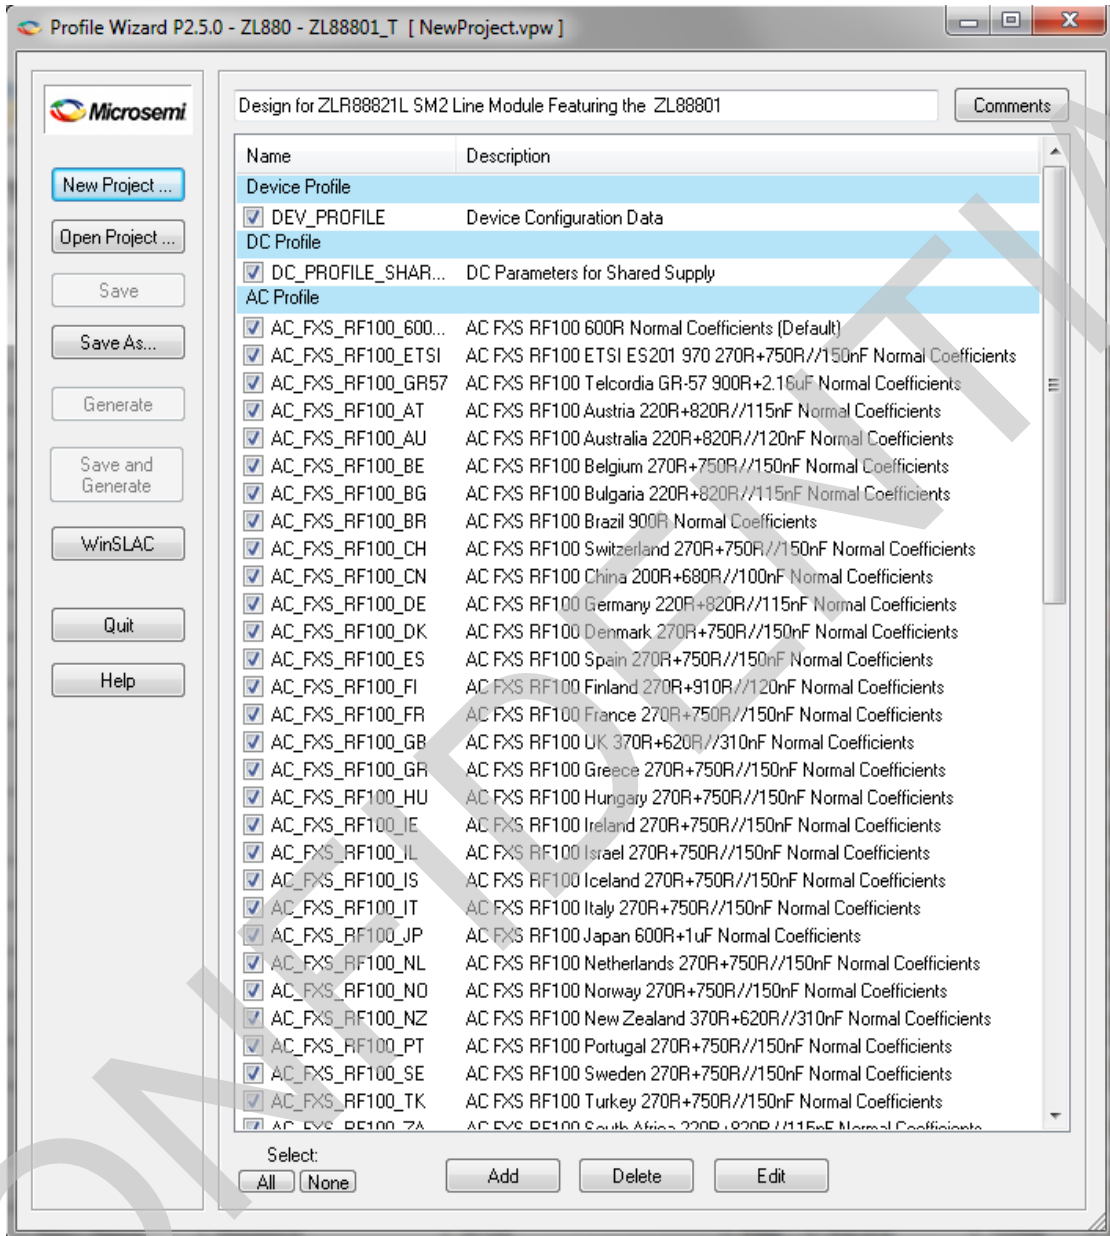 Profile Wizard P2.5.0 - ZL880 - ZL88801_T [ NewProject.vpw ]
Microsemi
Design for ZLR88821L SM2 Line Module Featuring the ZL88801
Comments
New Project ...
Open Project ...
Save
Save As...
Generate
Save and
Generate
WinSLAC
Quit
Help
Name Description
Device Profile
DEV_PROFILE Device Configuration Data
DC Profile
DC_PROFILE_SHAR... DC Parameters for Shared Supply
AC Profile
AC_FXS_RF100_600... AC FXS RF100 600R Normal Coefficients (Default)
AC_FXS_RF100_ETSI AC FXS RF100 ETSI ES201 970 270R+750R//150nF Normal Coefficients
AC_FXS_RF100_GR57 AC FXS RF100 Telcordia GR-57 900R+2.16uF Normal Coefficients
AC_FXS_RF100_AT AC FXS RF100 Austria 220R+820R//115nF Normal Coefficients
AC_FXS_RF100_AU AC FXS RF100 Australia 220R+820R//120nF Normal Coefficients
AC_FXS_RF100_BE AC FXS RF100 Belgium 270R+750R//150nF Normal Coefficients
AC_FXS_RF100_BG AC FXS RF100 Bulgaria 220R+820R//115nF Normal Coefficients
AC_FXS_RF100_BR AC FXS RF100 Brazil 900R Normal Coefficients
AC_FXS_RF100_CH AC FXS RF100 Switzerland 270R+750R//150nF Normal Coefficients
AC_FXS_RF100_CN AC FXS RF100 China 200R+680R//100nF Normal Coefficients
AC_FXS_RF100_DE AC FXS RF100 Germany 220R+820R//115nF Normal Coefficients
AC_FXS_RF100_DK AC FXS RF100 Denmark 270R+750R//150nF Normal Coefficients
AC_FXS_RF100_ES AC FXS RF100 Spain 270R+750R//150nF Normal Coefficients
AC_FXS_RF100_FI AC FXS RF100 Finland 270R+910R//120nF Normal Coefficients
AC_FXS_RF100_FR AC FXS RF100 France 270R+750R//150nF Normal Coefficients
AC_FXS_RF100_GB AC FXS RF100 UK 370R+620R//310nF Normal Coefficients
AC_FXS_RF100_GR AC FXS RF100 Greece 270R+750R//150nF Normal Coefficients
AC_FXS_RF100_HU AC FXS RF100 Hungary 270R+750R//150nF Normal Coefficients
AC_FXS_RF100_IE AC FXS RF100 Ireland 270R+750R//150nF Normal Coefficients
AC_FXS_RF100_IL AC FXS RF100 Israel 270R+750R//150nF Normal Coefficients
AC_FXS_RF100_IS AC FXS RF100 Iceland 270R+750R//150nF Normal Coefficients
AC_FXS_RF100_IT AC FXS RF100 Italy 270R+750R//150nF Normal Coefficients
AC_FXS_RF100_JP AC FXS RF100 Japan 600R+1uF Normal Coefficients
AC_FXS_RF100_NL AC FXS RF100 Netherlands 270R+750R//150nF Normal Coefficients
AC_FXS_RF100_NO AC FXS RF100 Norway 270R+750R//150nF Normal Coefficients
AC_FXS_RF100_NZ AC FXS RF100 New Zealand 370R+620R//310nF Normal Coefficients
AC_FXS_RF100_PT AC FXS RF100 Portugal 270R+750R//150nF Normal Coefficients
AC_FXS_RF100_SE AC FXS RF100 Sweden 270R+750R//150nF Normal Coefficients
AC_FXS_RF100_TK AC FXS RF100 Turkey 270R+750R//150nF Normal Coefficients
AC_FXS_RF100_ZA AC FXS RF100 South Africa 220R+820R//115nF Normal Coefficients
Select:
All None
Add Delete Edit
ONFIDENTIA